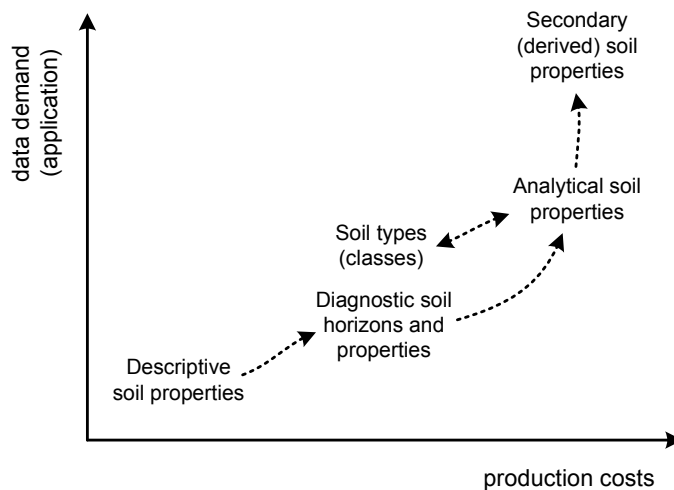 Secondary
(derived) soil
properties
data demand
(application)
Analytical soil
properties
Soil types
(classes)
Diagnostic soil
horizons and
properties
Descriptive
soil properties
production costs